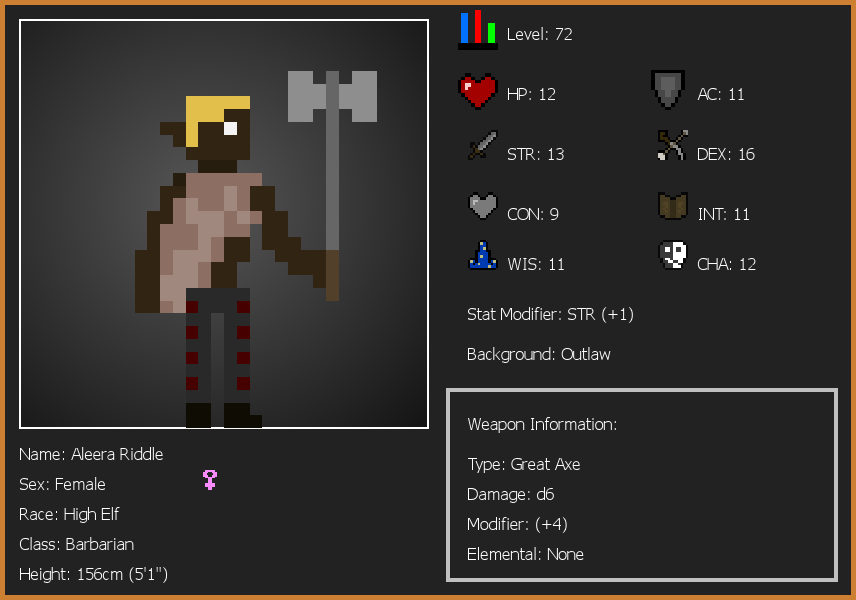 Level: 72
HP: 12
AC: 11
STR: 13
DEX: 16
CON: 9
INT: 11
WIS: 11
CHA: 12
Stat Modifier: STR (+1)
Background: Outlaw
Weapon Information:
Type: Great Axe
Damage: d6
Modifier: (+4)
Elemental: None
Name: Aleera Riddle
Sex: Female
Race: High Elf
Class: Barbarian
Height: 156cm (5'1")